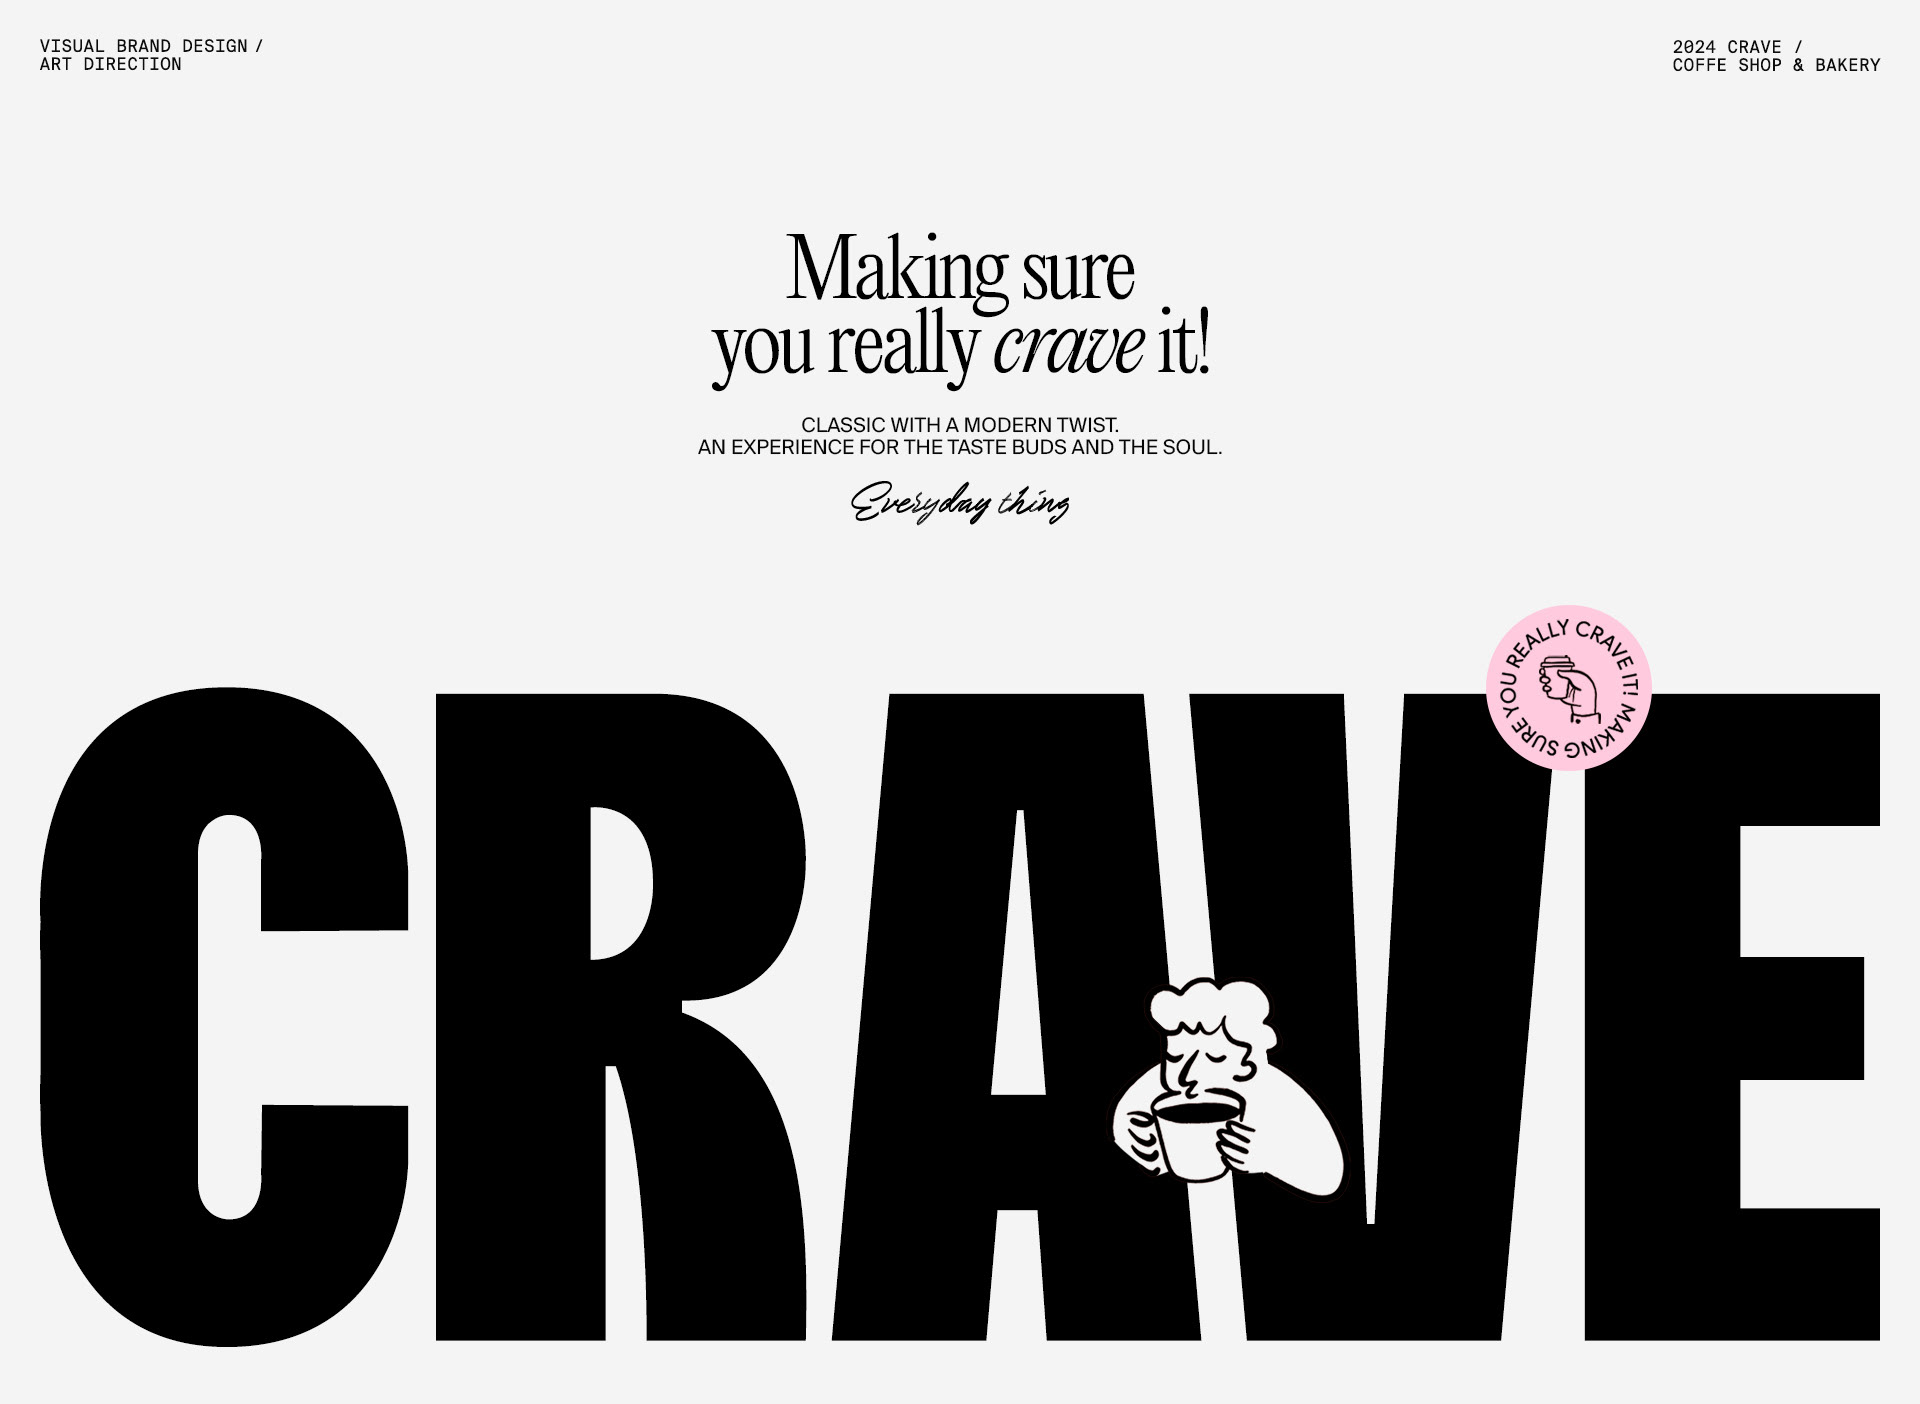 VISUAL BRAND DESIGN /
ART DIRECTION
2024 CRAVE /
COFFE SHOP & BAKERY
Making sure
you really crave it!
CLASSIC WITH A MODERN TWIST.
AN EXPERIENCE FOR THE TASTE BUDS AND THE SOUL.
Everyday thing
MAKING SURE YOU REALLY CRAVE IT!
CRAVE